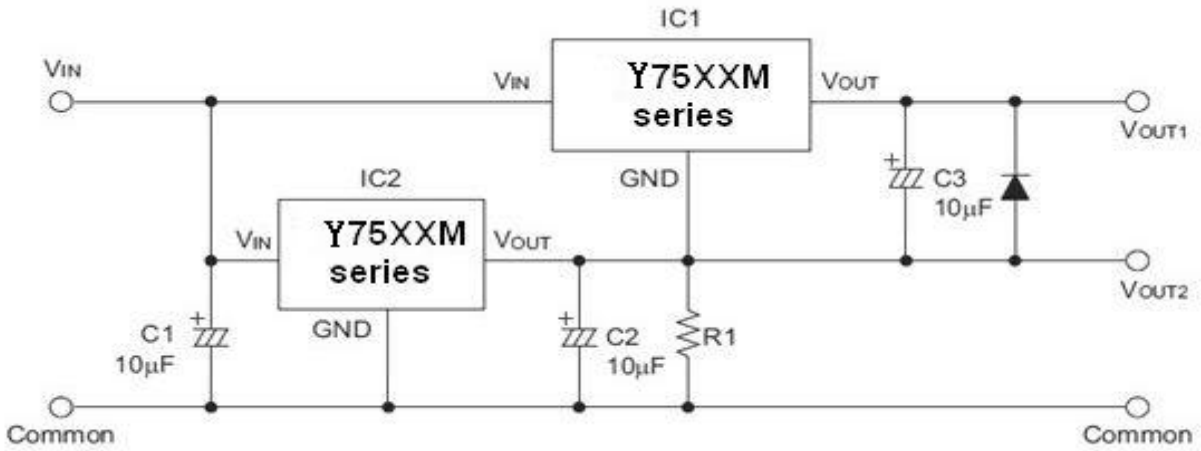 IC1
VIN
VIN
Y75XXM
series
VOUT
VOUT1
GND
+
C3
10μF
IC2
VIN
Y75XXM
series
VOUT
VOUT2
GND
+
C1
10μF
+
C2
10μF
R1
Common
Common